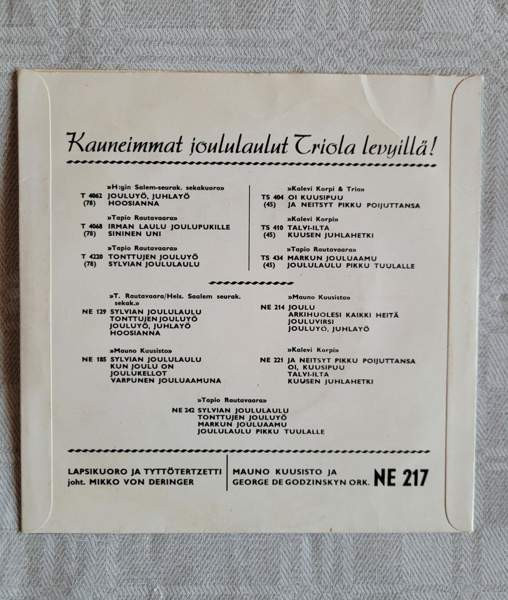 Kauneimmat joululaulut Triola levyillä!
»H:gin Salem-seurak. sekakuoro»
T 4062 JOULUYÖ, JUHLAYÖ
(78) HOOSIANNA
»Tapio Rautavaara»
T 4068 IRMAN LAULU JOULUPUKILLE
(78) SININEN UNI
»Tapio Rautavaara»
T 4220 TONTTUJEN JOULUYÖ
(78) SYLVIAN JOULULAULU
»Kalevi Korpi & Trio»
TS 404 OI KUUSIPUU
(45) JA NEITSYT PIKKU POIJUTTANSA
»Kalevi Korpi»
TS 410 TALVI-ILTA
(45) KUUSEN JUHLAHETKI
»Tapio Rautavaara»
TS 434 MARKUN JOULUAAMU
(45) JOULULAULU PIKKU TUULALLE
»T. Rautavaara/Hels. Saalem seurak.
sekak.»
NE 129 SYLVIAN JOULULAULU
TONTTUJEN JOULUYÖ
JOULUYÖ, JUHLAYÖ
HOOSIANNA
»Mauno Kuusisto»
NE 185 SYLVIAN JOULULAULU
KUN JOULU ON
JOULUKELLOT
VARPUNEN JOULUAAMUNA
»Mauno Kuusisto»
NE 214 JOULU
ARKIHUOLESI KAIKKI HEITÄ
JOULUVIRSI
JOULUYÖ, JUHLAYÖ
»Kalevi Korpi»
NE 221 JA NEITSYT PIKKU POIJUTTANSA
OI, KUUSIPUU
TALVI-ILTA
KUUSEN JUHLAHETKI
»Tapio Rautavaara»
NE 242 SYLVIAN JOULULAULU
TONTTUJEN JOULUYÖ
MARKUN JOULUAAMU
JOULULAULU PIKKU TUULALLE
LAPSIKUORO JA TYTTÖTERTZETTI
joht. MIKKO VON DERINGER
MAUNO KUUSISTO JA
GEORGE DE GODZINSKYN ORK.
NE 217